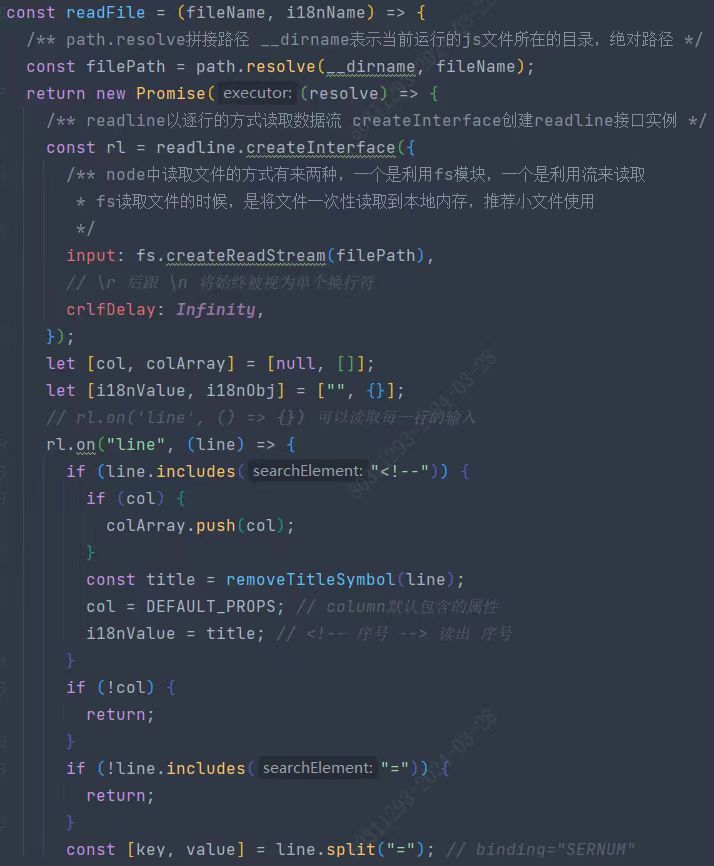 const readFile = (fileName, i18nName) => {
/** path.resolve拼接路径 __dirname表示当前运行的js文件所在的目录，绝对路径 */
const filePath = path.resolve(__dirname, fileName);
return new Promise( executor: (resolve) => {
/** readline以逐行的方式读取数据流 createInterface创建readline接口实例 */
const rl = readline.createInterface({
/** node中读取文件的方式有来两种，一个是利用fs模块，一个是利用流来读取
* fs读取文件的时候，是将文件一次性读取到本地内存，推荐小文件使用
*/
input: fs.createReadStream(filePath),
// \r 后跟 \n 将始终被视为单个换行符
crlfDelay: Infinity,
});
let [col, colArray] = [null, []];
let [i18nValue, i18nObj] = ["", {}];
// rl.on('line', () => {}) 可以读取每一行的输入
rl.on("line", (line) => {
if (line.includes( searchElement: "<!--")) {
if (col) {
colArray.push(col);
}
const title = removeTitleSymbol(line);
col = DEFAULT_PROPS; // column默认包含的属性
i18nValue = title; // <!-- 序号 --> 读出 序号
}
if (!col) {
return;
}
if (!line.includes( searchElement: "=")) {
return;
}
const [key, value] = line.split("="); // binding="SERNUM"